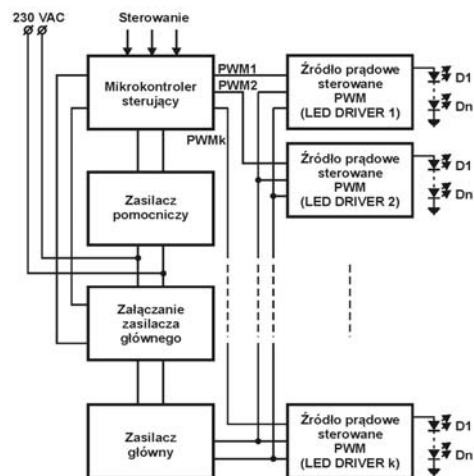 230 VAC
Sterowanie
Mikrokontroler
sterujący
PWM1
PWM2
PWMk
Źródło prądowe
sterowane
PWM
(LED DRIVER 1)
D1
Dn
Źródło prądowe
sterowane
PWM
(LED DRIVER 2)
D1
Dn
Zasilacz
pomocniczy
Załączanie
zasilacza
głównego
Zasilacz
główny
Źródło prądowe
sterowane
PWM
(LED DRIVER k)
D1
Dn